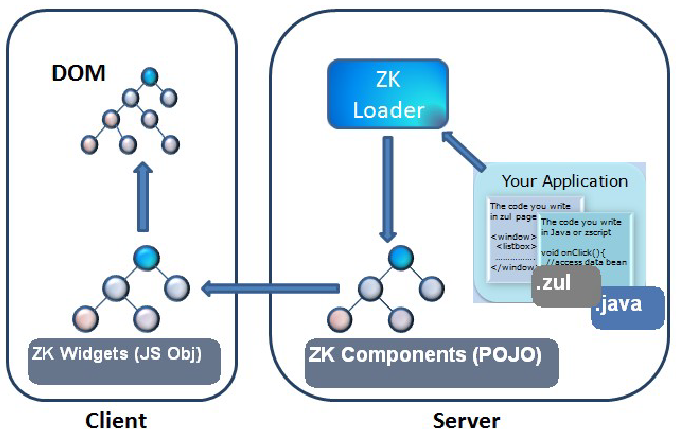 DOM
ZK
Loader
Your Application
The code you write
in zul page
<window>
<listbox>
................
</window>
The code you write
in Java or zscript
void onClick(){
//access data bean
.zul
.java
ZK Widgets (JS Obj)
ZK Components (POJO)
Client
Server